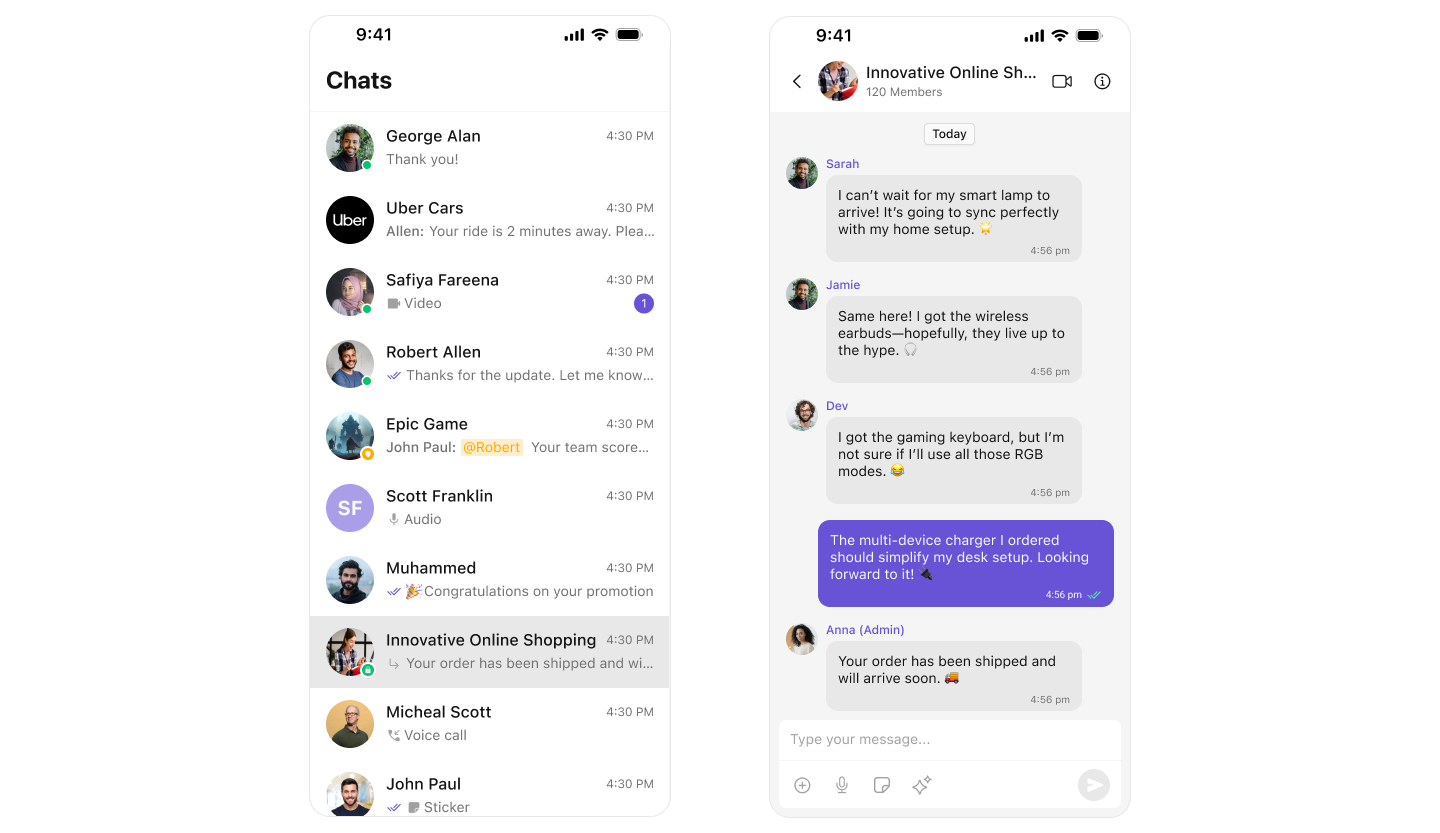 9:41
Chats
George Alan 4:30 PM
Thank you!
Uber
Uber Cars 4:30 PM
Allen: Your ride is 2 minutes away. Plea...
Safiya Fareena 4:30 PM
Video 1
Robert Allen 4:30 PM
Thanks for the update. Let me know...
Epic Game 4:30 PM
John Paul: @Robert Your team score...
SF
Scott Franklin 4:30 PM
Audio
Muhammed 4:30 PM
🎉Congratulations on your promotion
Innovative Online Shopping 4:30 PM
Your order has been shipped and wi...
Micheal Scott 4:30 PM
Voice call
John Paul 4:30 PM
Sticker
9:41
Innovative Online Sh...
120 Members
Today
Sarah
I can’t wait for my smart lamp to
arrive! It’s going to sync perfectly
with my home setup. 🌟
4:56 pm
Jamie
Same here! I got the wireless
earbuds—hopefully, they live up to
the hype. 🎧
4:56 pm
Dev
I got the gaming keyboard, but I’m
not sure if I’ll use all those RGB
modes. 😂
4:56 pm
The multi-device charger I ordered
should simplify my desk setup. Looking
forward to it! 🔌
4:56 pm
Anna (Admin)
Your order has been shipped and
will arrive soon. 🚚
4:56 pm
Type your message...